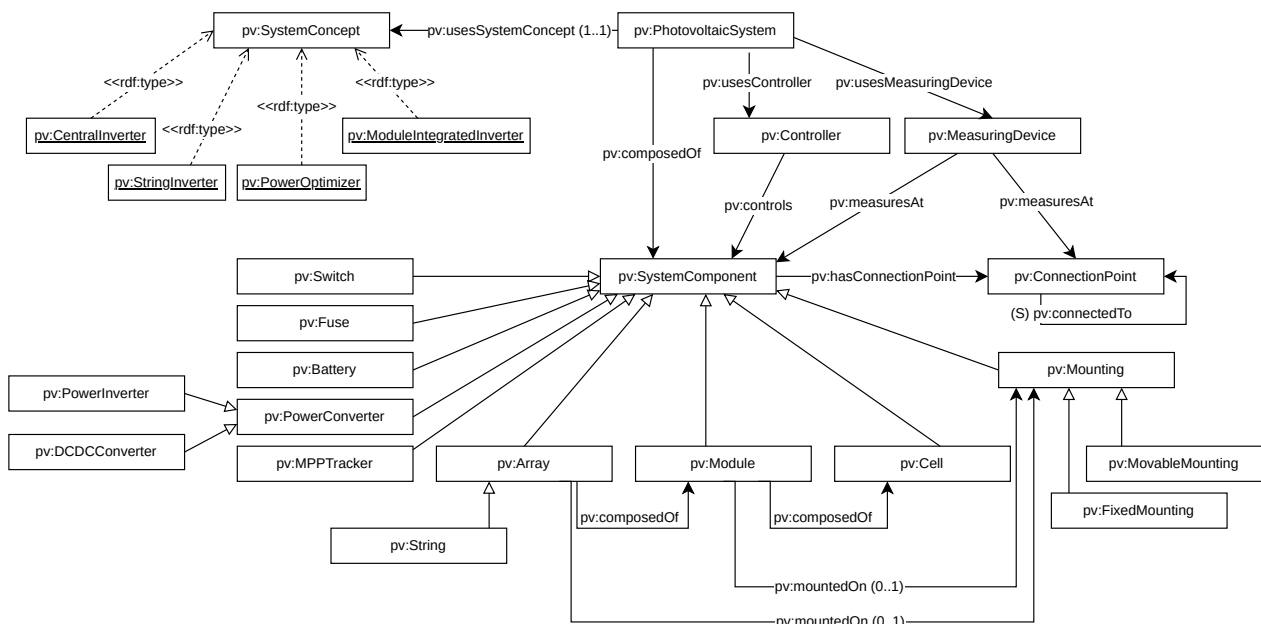 pv:SystemConcept
pv:usesSystemConcept (1..1)
pv:PhotovoltaicSystem
<<rdf:type>>
<<rdf:type>>
pv:usesController
pv:usesMeasuringDevice
<<rdf:type>>
<<rdf:type>>
pv:CentralInverter
pv:ModuleIntegratedInverter
pv:Controller
pv:MeasuringDevice
pv:composedOf
pv:StringInverter
pv:PowerOptimizer
pv:controls
pv:measuresAt
pv:measuresAt
pv:Switch
pv:SystemComponent
pv:hasConnectionPoint
pv:ConnectionPoint
(S) pv:connectedTo
pv:Fuse
pv:Battery
pv:Mounting
pv:PowerInverter
pv:PowerConverter
pv:DCDCConverter
pv:MPPTracker
pv:Array
pv:Module
pv:Cell
pv:MovableMounting
pv:FixedMounting
pv:composedOf
pv:composedOf
pv:String
pv:mountedOn (0..1)
pv:mountedOn (0..1)